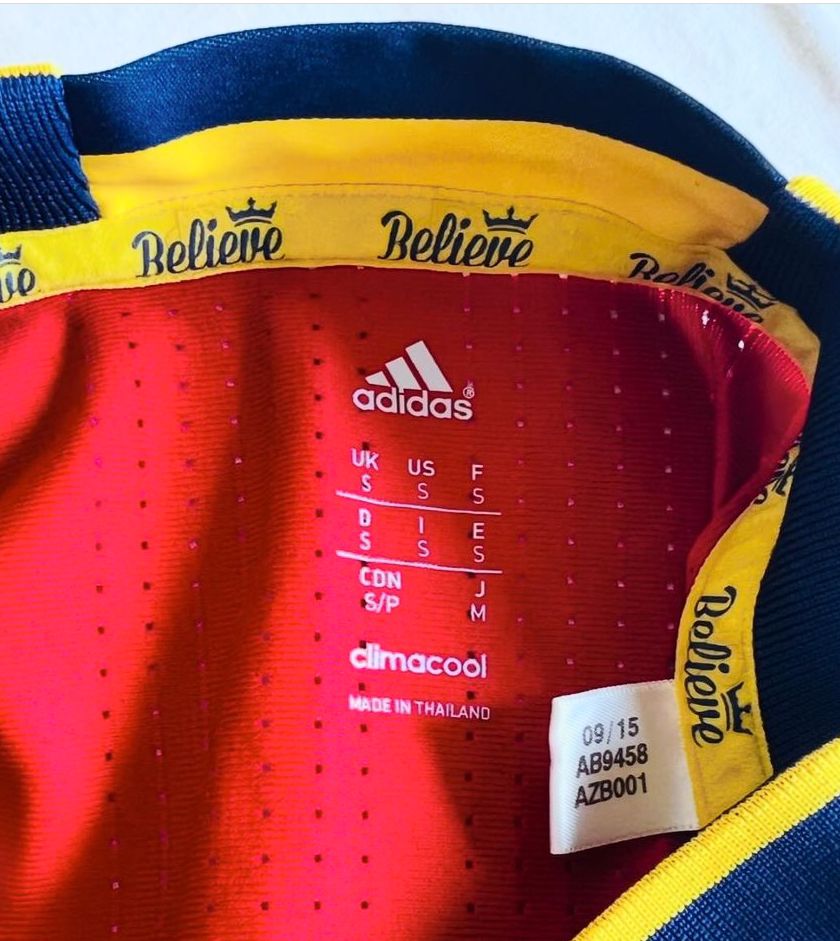 Believe
Believe
Believe
adidas®
UK US F
S S S
D I E
S S S
CDN J
S/P M
climacool
MADE IN THAILAND
Believe
09/15
AB9458
AZB001